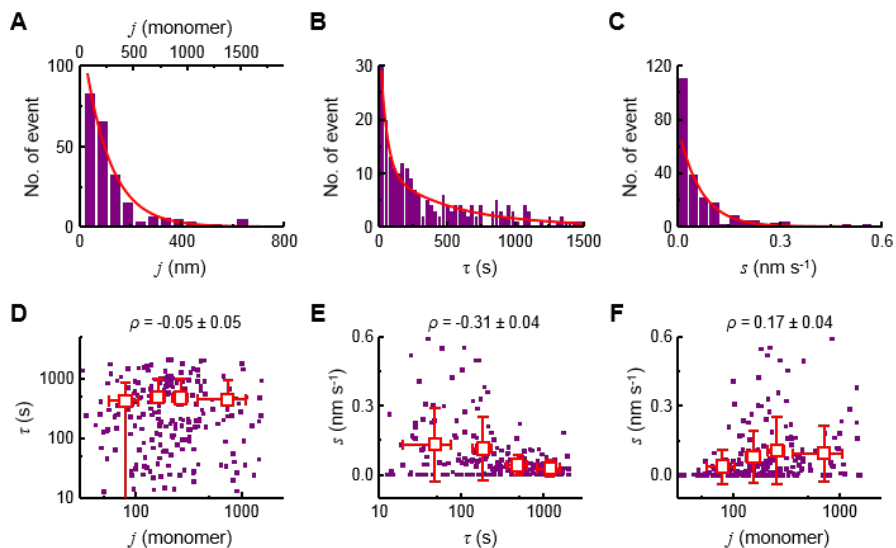 A
j (monomer)
0 500 1000 1500
No. of event
100
50
0
0 400 800
j (nm)
B
No. of event
30
20
10
0
0 500 1000 1500
τ (s)
C
No. of event
120
80
40
0
0.0 0.3 0.6
s (nm s⁻¹)
D
ρ = -0.05 ± 0.05
τ (s)
1000
100
10
100 1000
j (monomer)
E
ρ = -0.31 ± 0.04
s (nm s⁻¹)
0.6
0.3
0.0
10 100 1000
τ (s)
F
ρ = 0.17 ± 0.04
s (nm s⁻¹)
0.6
0.3
0.0
100 1000
j (monomer)